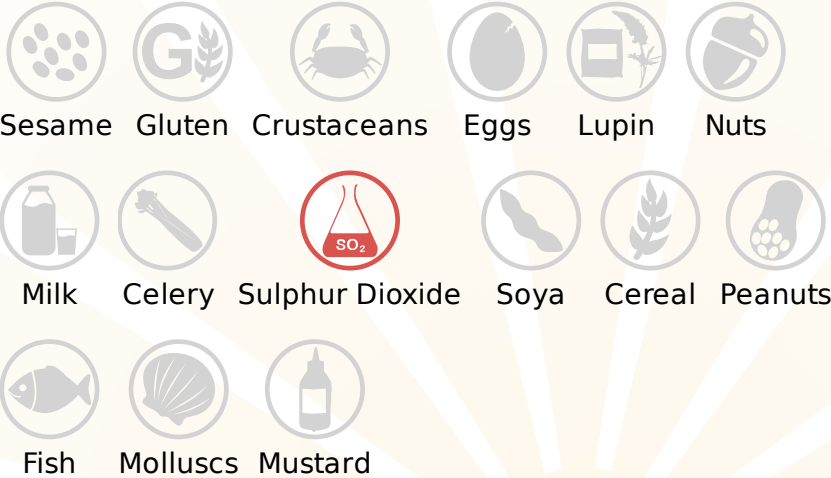 G
Sesame Gluten Crustaceans Eggs Lupin Nuts
SO₂
Milk Celery Sulphur Dioxide Soya Cereal Peanuts
Fish Molluscs Mustard